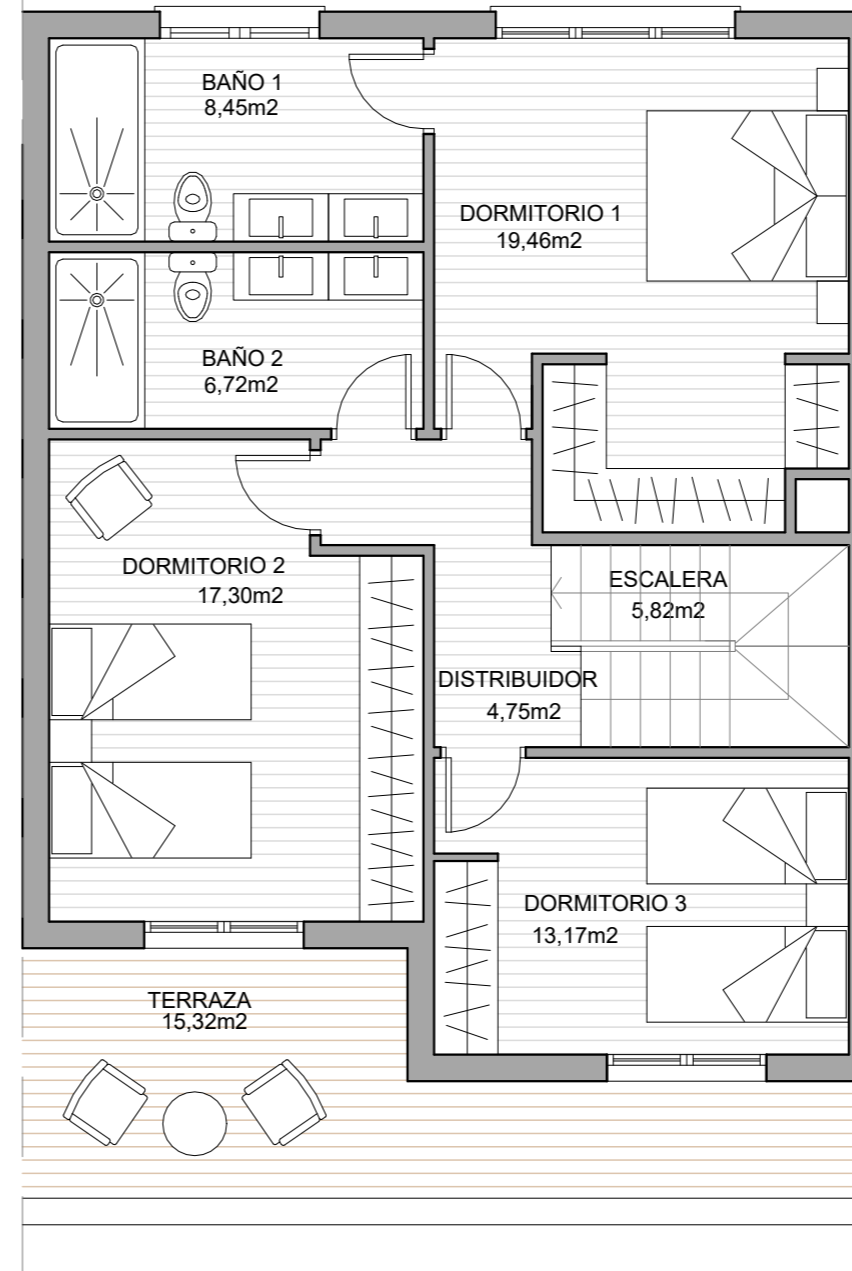 BAÑO 1
8,45m2
DORMITORIO 1
19,46m2
BAÑO 2
6,72m2
DORMITORIO 2
17,30m2
ESCALERA
5,82m2
DISTRIBUIDOR
4,75m2
DORMITORIO 3
13,17m2
TERRAZA
15,32m2